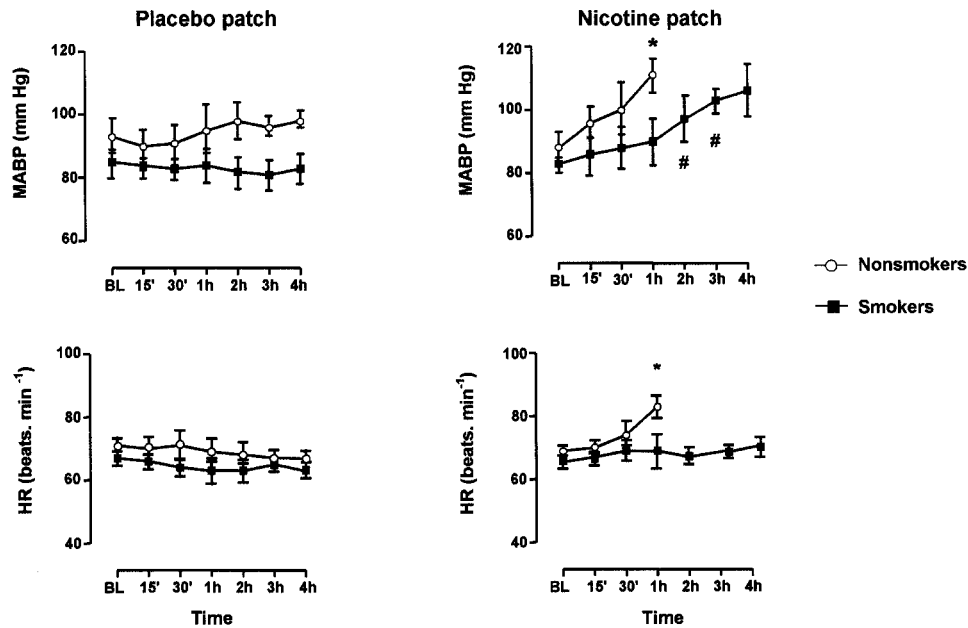 Placebo patch
Nicotine patch
120
100
80
60
MABP (mm Hg)
BL 15' 30' 1h 2h 3h 4h
120
100
80
60
MABP (mm Hg)
*
#
#
BL 15' 30' 1h 2h 3h 4h
Nonsmokers
Smokers
100
80
60
40
HR (beats. min -1)
BL 15' 30' 1h 2h 3h 4h
Time
100
80
60
40
HR (beats. min-1)
*
BL 15' 30' 1h 2h 3h 4h
Time